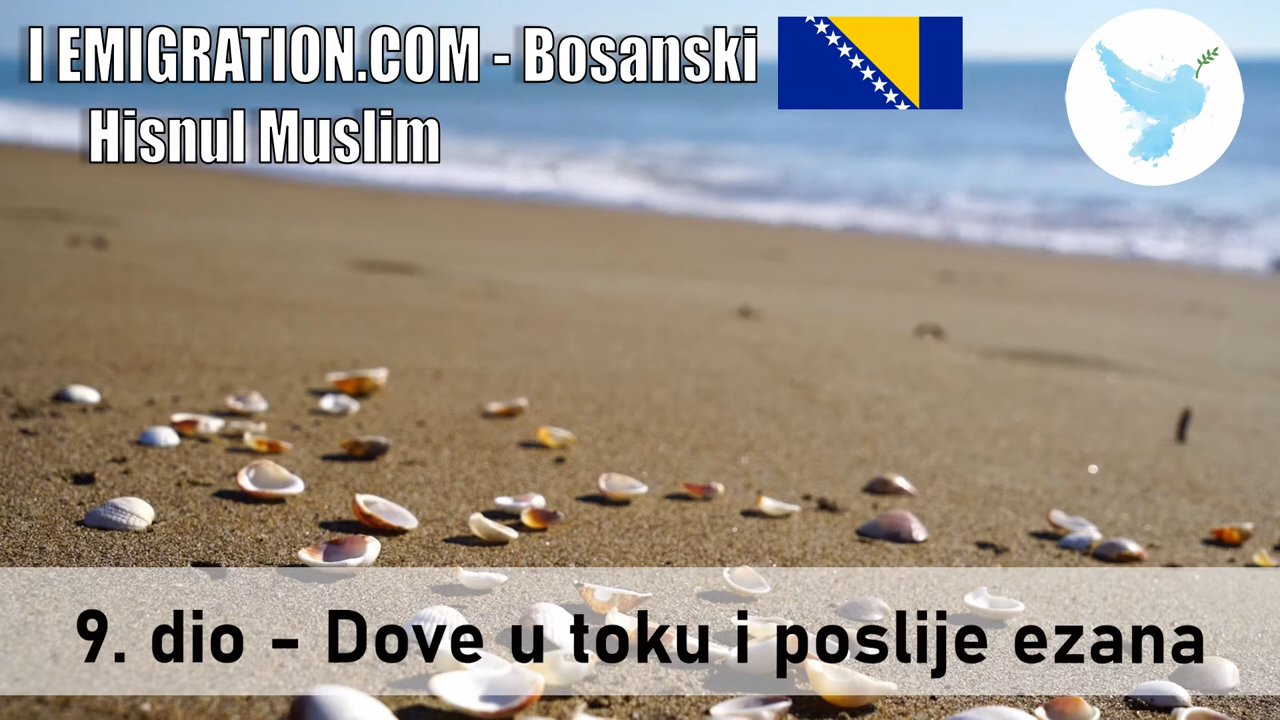 I EMIGRATION.COM - Bosanski
Hisnul Muslim
9. dio - Dove u toku i poslije ezana